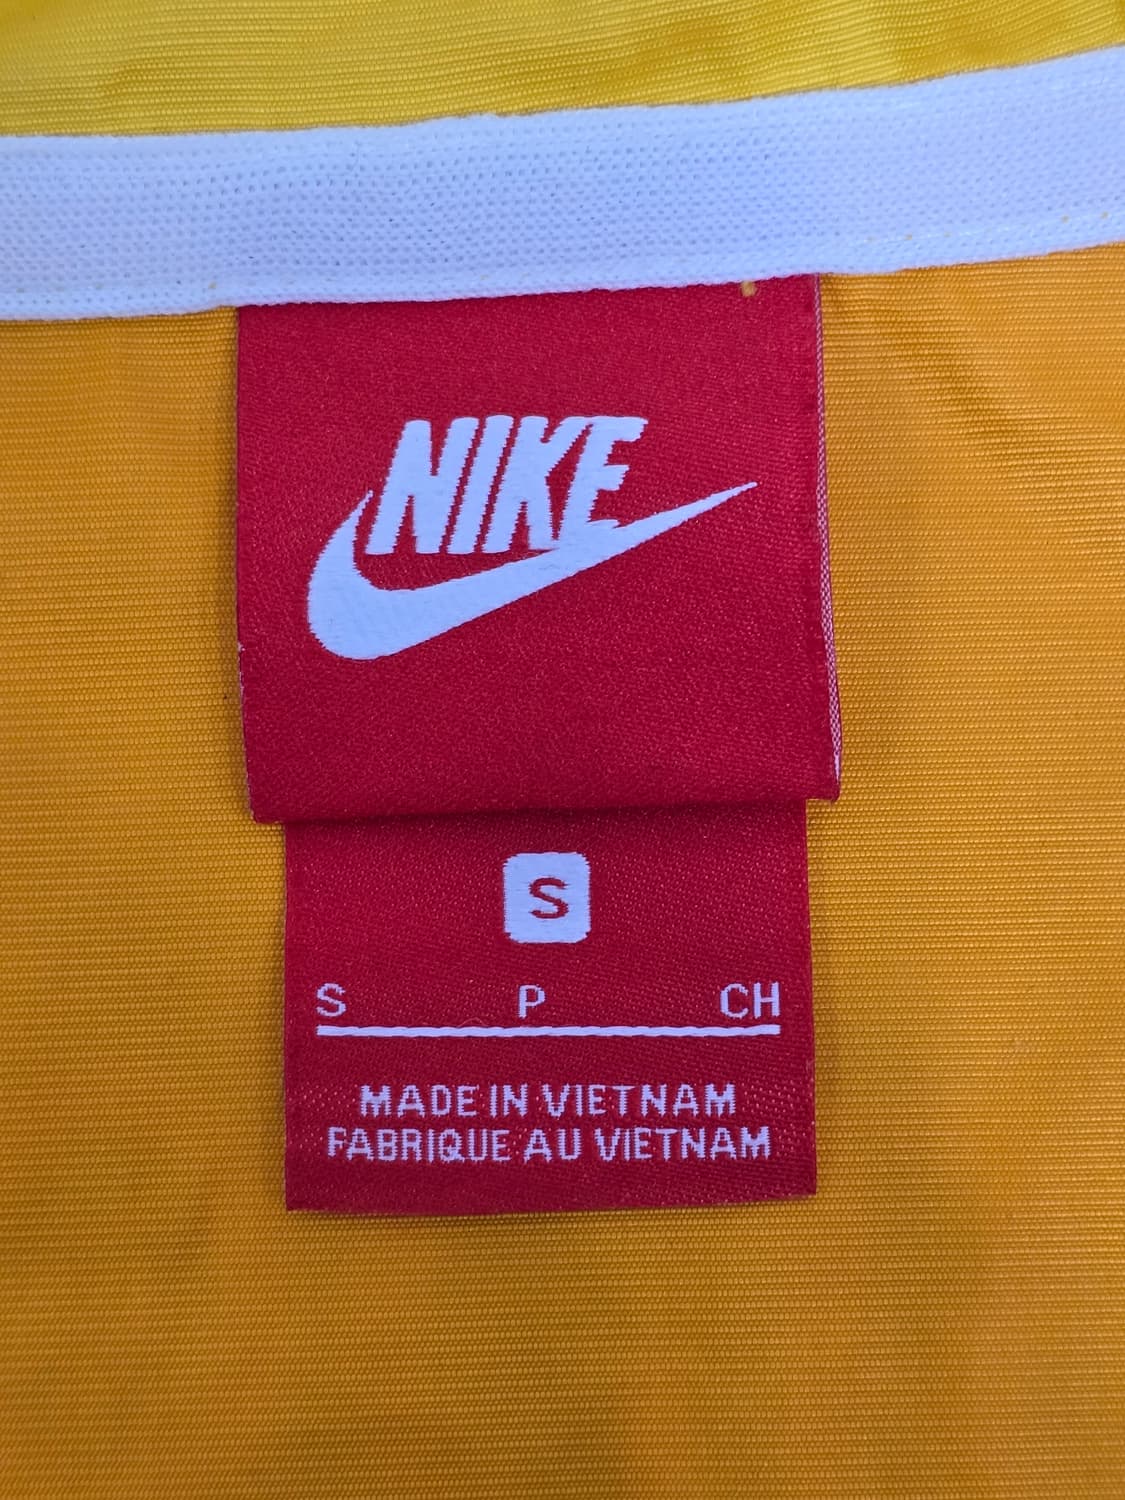 NIKE
S
S P CH
MADE IN VIETNAM
FABRIQUE AU VIETNAM